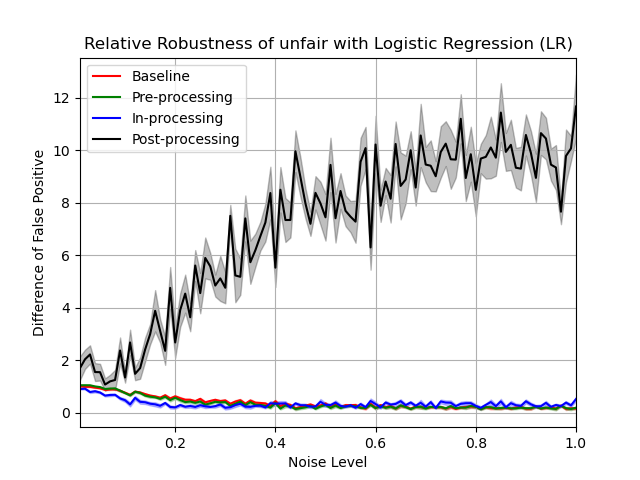 Relative Robustness of unfair with Logistic Regression (LR)
Baseline
Pre-processing
In-processing
Post-processing
Difference of False Positive
12
10
8
6
4
2
0
0.2 0.4 0.6 0.8 1.0
Noise Level